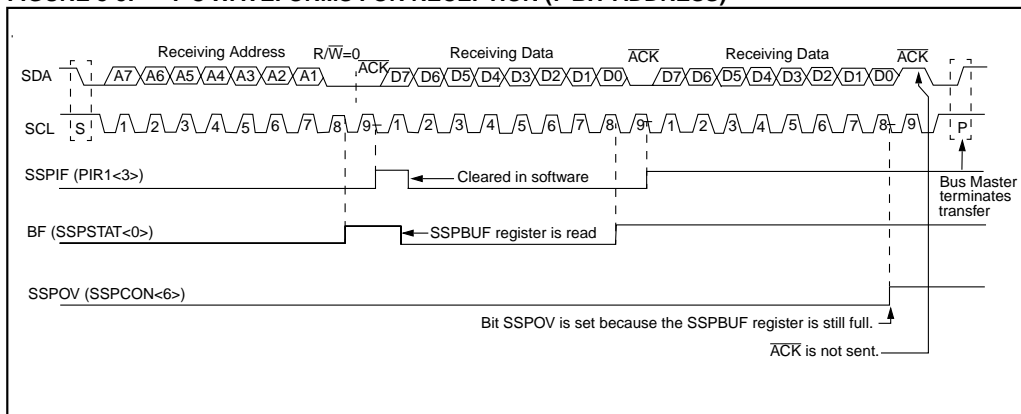 Receiving Address R/W=0 Receiving Data ACK Receiving Data ACK
ACK
SDA A7 A6 A5 A4 A3 A2 A1 D7 D6 D5 D4 D3 D2 D1 D0 D7 D6 D5 D4 D3 D2 D1 D0
SCL S 1 2 3 4 5 6 7 8 9 1 2 3 4 5 6 7 8 9 1 2 3 4 5 6 7 8 9 P
SSPIF (PIR1<3>)
Cleared in software
Bus Master
terminates
transfer
BF (SSPSTAT<0>)
SSPBUF register is read
SSPOV (SSPCON<6>)
Bit SSPOV is set because the SSPBUF register is still full.
ACK is not sent.